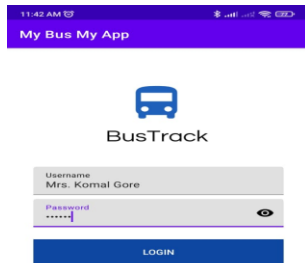 11:42 AM
My Bus My App
BusTrack
Username
Mrs. Komal Gore
Password
••••••
LOGIN